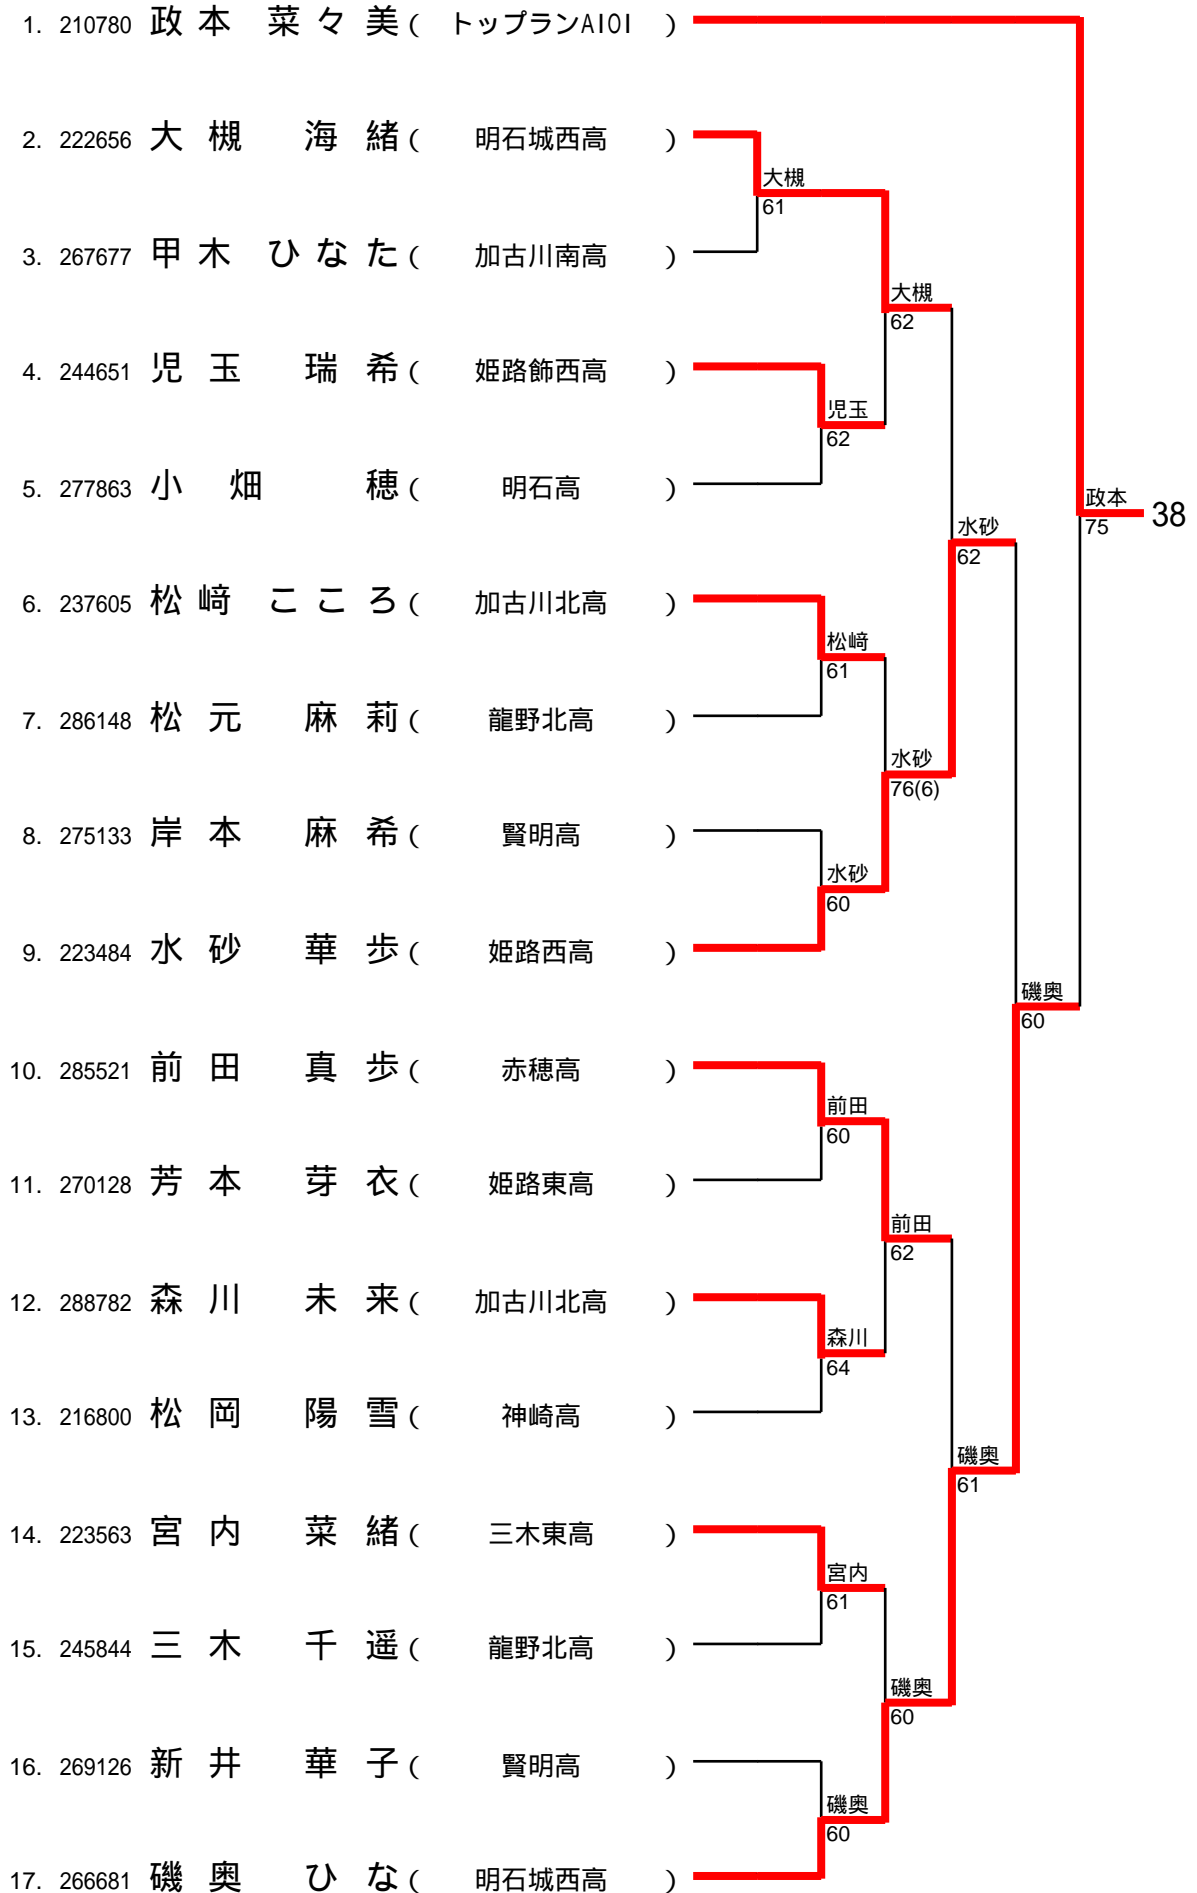 1. 210780 政本 菜々美 ( トップランAIOI )
2. 222656 大槻 海緒 ( 明石城西高 )
大槻
61
3. 267677 甲木 ひなた ( 加古川南高 )
大槻
62
4. 244651 児玉 瑞希 ( 姫路飾西高 )
児玉
62
5. 277863 小畑 穂 ( 明石高 )
政本
75
38
水砂
62
6. 237605 松﨑 こころ ( 加古川北高 )
松﨑
61
7. 286148 松元 麻莉 ( 龍野北高 )
水砂
76(6)
8. 275133 岸本 麻希 ( 賢明高 )
水砂
60
9. 223484 水砂 華歩 ( 姫路西高 )
磯奥
60
10. 285521 前田 真歩 ( 赤穂高 )
前田
60
11. 270128 芳本 芽衣 ( 姫路東高 )
前田
62
12. 288782 森川 未来 ( 加古川北高 )
森川
64
13. 216800 松岡 陽雪 ( 神崎高 )
磯奥
61
14. 223563 宮内 菜緒 ( 三木東高 )
宮内
61
15. 245844 三木 千遥 ( 龍野北高 )
磯奥
60
16. 269126 新井 華子 ( 賢明高 )
磯奥
60
17. 266681 磯奥 ひな ( 明石城西高 )